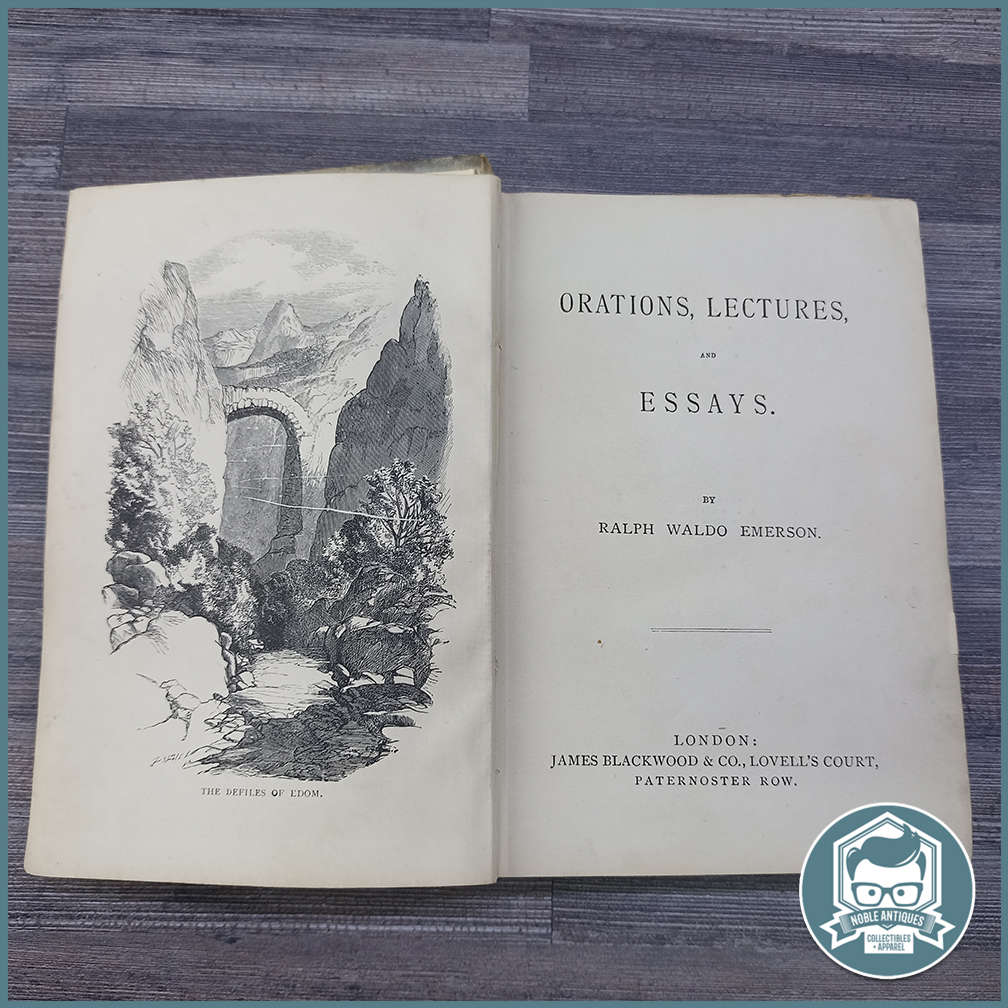 THE DEFILES OF EDOM.
ORATIONS, LECTURES,
AND
ESSAYS.
BY
RALPH WALDO EMERSON.
LONDON:
JAMES BLACKWOOD & CO., LOVELL'S COURT,
PATERNOSTER ROW.
NOBLE ANTIQUES
COLLECTIBLES
+ APPAREL